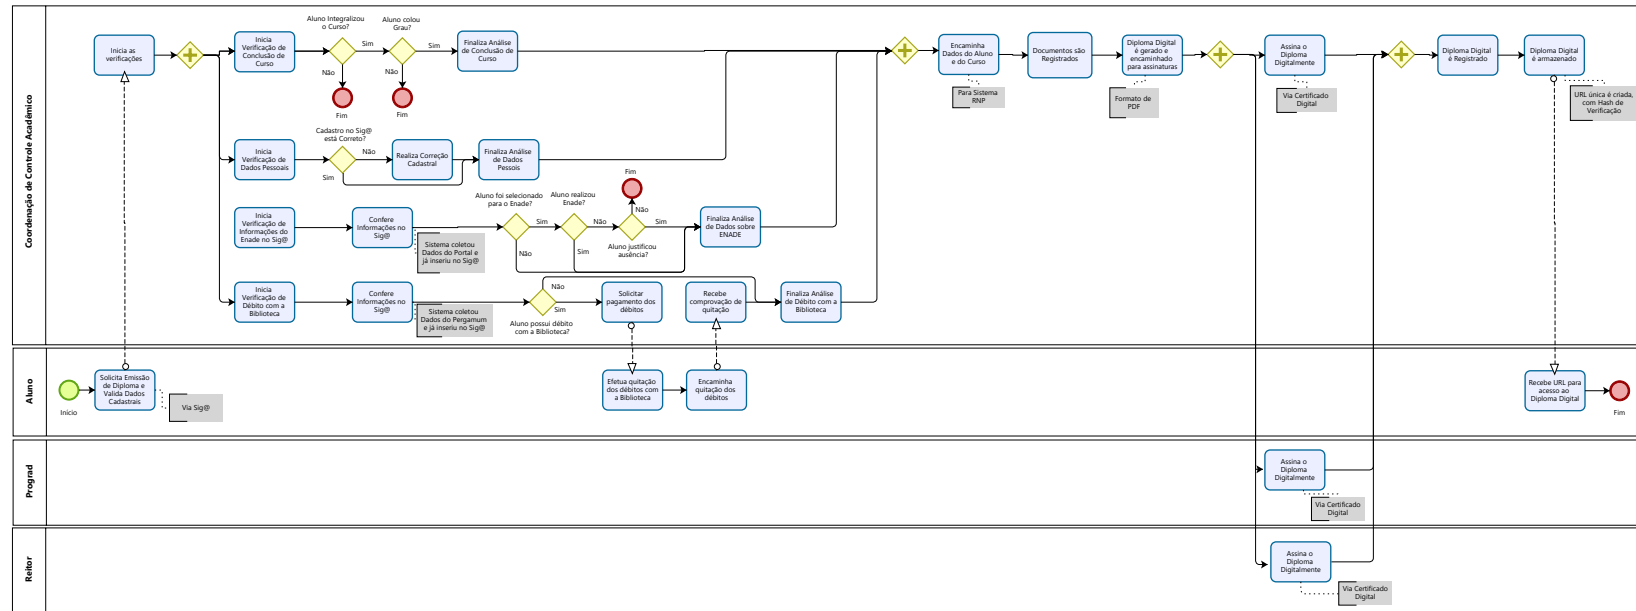 Coordenação de Controle Acadêmico
Inicia as
verificações
Inicia
Verificação de
Conclusão de
Curso
Aluno Integralizou
o Curso?
Sim
Não
Fim
Aluno colou
Grau?
Sim
Não
Fim
Finaliza Análise
de Conclusão de
Curso
Encaminha
Dados do Aluno
e do Curso
Para Sistema
RNP
Documentos são
Registrados
Diploma Digital
é gerado e
encaminhado
para assinaturas
Formato de
PDF
Assina o
Diploma
Digitalmente
Via Certificado
Digital
Diploma Digital
é Registrado
Diploma Digital
é armazenado
URL única é criada,
com Hash de
Verificação
Inicia
Verificação de
Dados Pessoais
Cadastro no Sig@
está Correto?
Não
Sim
Realiza Correção
Cadastral
Finaliza Análise
de Dados
Pessois
Inicia
Verificação de
Informações do
Enade no Sig@
Confere
Informações no
Sig@
Sistema coletou
Dados do Portal e
já inseriu no Sig@
Aluno foi selecionado
para o Enade?
Sim
Não
Aluno realizou
Enade?
Não
Sim
Fim
Não
Sim
Aluno justificou
ausência?
Finaliza Análise
de Dados sobre
ENADE
Inicia
Verificação de
Débito com a
Biblioteca
Confere
Informações no
Sig@
Sistema coletou
Dados do Pergamum
e já inseriu no Sig@
Não
Sim
Aluno possui débito
com a Biblioteca?
Solicitar
pagamento dos
débitos
Recebe
comprovação de
quitação
Finaliza Análise
de Débito com a
Biblioteca
Aluno
Início
Solicita Emissão
de Diploma e
Valida Dados
Cadastrais
Via Sig@
Efetua quitação
dos débitos com
a Biblioteca
Encaminha
quitação dos
débitos
Recebe URL para
acesso ao
Diploma Digital
Fim
Prograd
Assina o
Diploma
Digitalmente
Via Certificado
Digital
Reitor
Assina o
Diploma
Digitalmente
Via Certificado
Digital